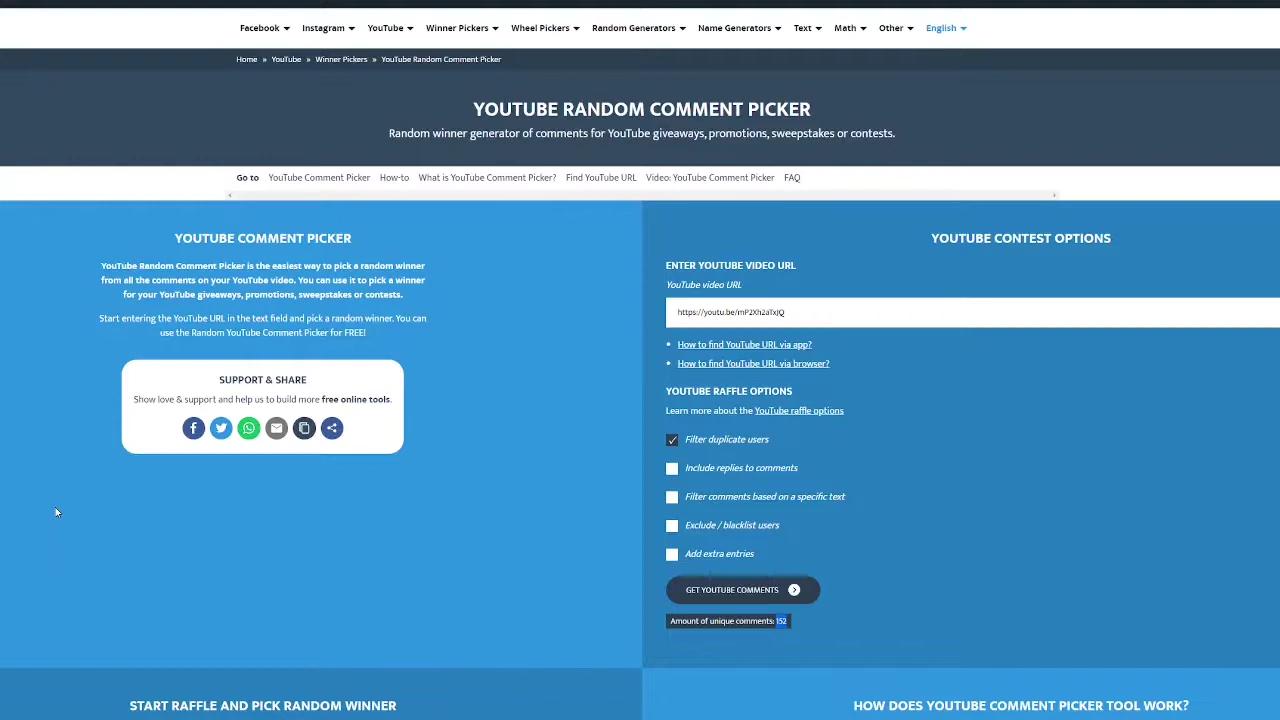 Facebook Instagram YouTube Winner Pickers Wheel Pickers Random Generators Name Generators Text Math Other English
Home » YouTube » Winner Pickers » YouTube Random Comment Picker
YOUTUBE RANDOM COMMENT PICKER
Random winner generator of comments for YouTube giveaways, promotions, sweepstakes or contests.
Go to YouTube Comment Picker How-to What is YouTube Comment Picker? Find YouTube URL Video: YouTube Comment Picker FAQ
YOUTUBE COMMENT PICKER
YouTube Random Comment Picker is the easiest way to pick a random winner
from all the comments on your YouTube video. You can use it to pick a winner
for your YouTube giveaways, promotions, sweepstakes or contests.
Start entering the YouTube URL in the text field and pick a random winner. You can
use the Random YouTube Comment Picker for FREE!
SUPPORT & SHARE
Show love & support and help us to build more free online tools.
YOUTUBE CONTEST OPTIONS
ENTER YOUTUBE VIDEO URL
YouTube video URL
https://youtu.be/mP2Xh2aTxJQ
• How to find YouTube URL via app?
• How to find YouTube URL via browser?
YOUTUBE RAFFLE OPTIONS
Learn more about the YouTube raffle options
Filter duplicate users
Include replies to comments
Filter comments based on a specific text
Exclude / blacklist users
Add extra entries
GET YOUTUBE COMMENTS
Amount of unique comments: 152
START RAFFLE AND PICK RANDOM WINNER
HOW DOES YOUTUBE COMMENT PICKER TOOL WORK?